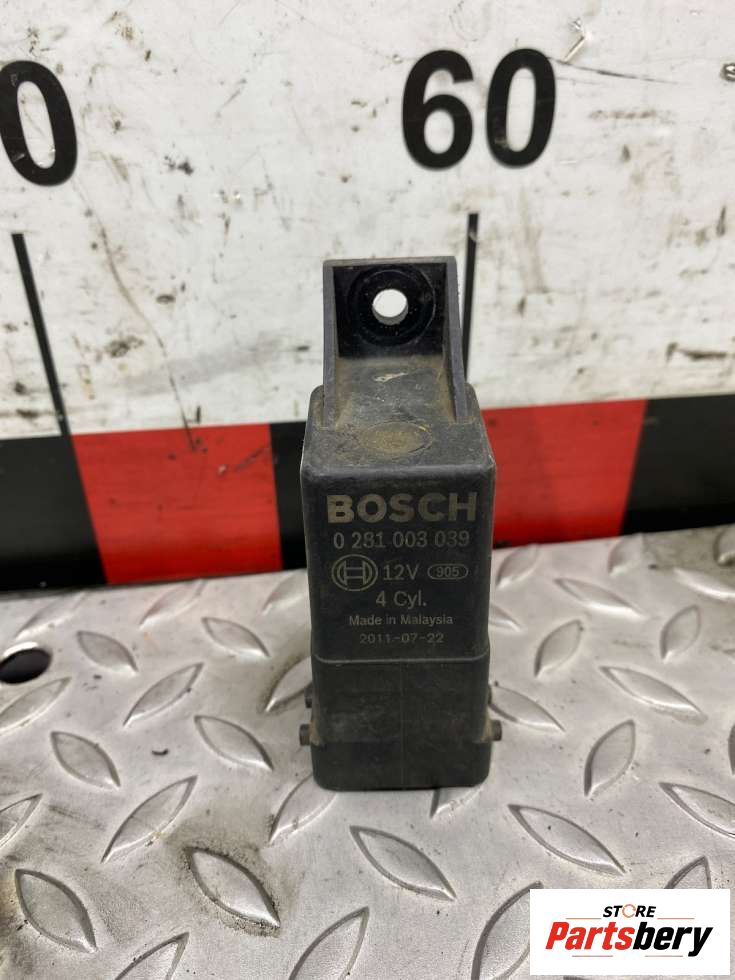 0
60
BOSCH
0 281 003 039
12V 905
4 Cyl.
Made in Malaysia
2011-07-22
STORE
Partsbery